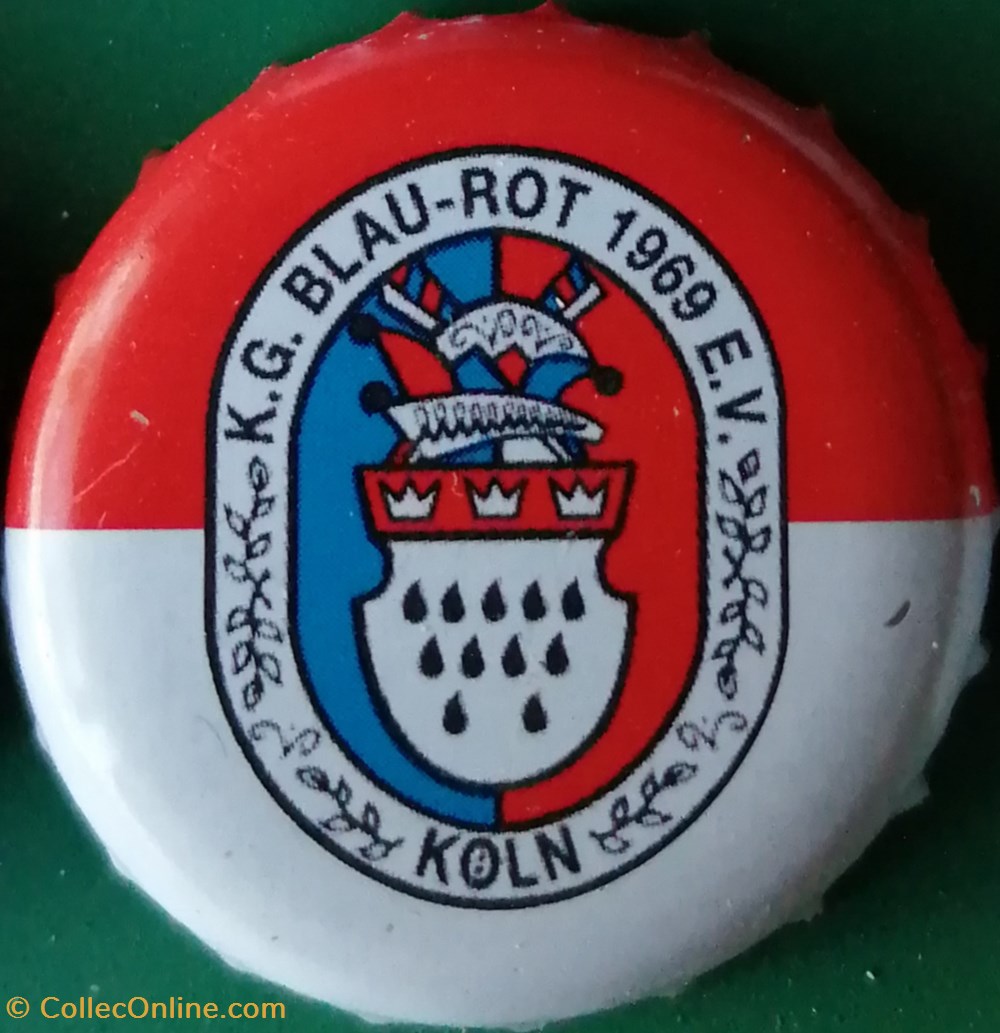 K.G. BLAU-ROT 1969 E.V.
KÖLN
© CollecOnline.com